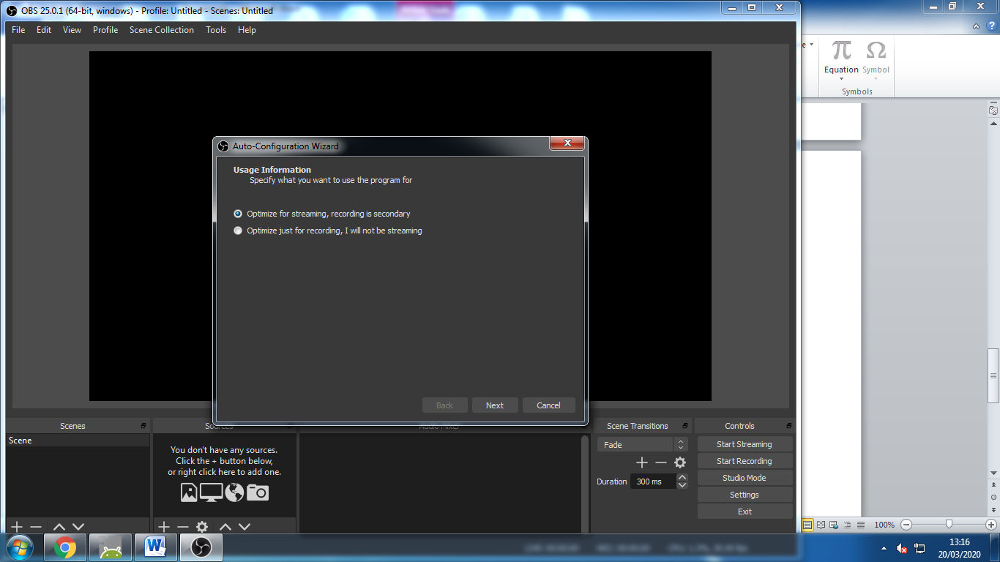 OBS 25.0.1 (64-bit, windows) - Profile: Untitled - Scenes: Untitled
File Edit View Profile Scene Collection Tools Help
Equation Symbol
Symbols
Auto-Configuration Wizard
Usage Information
Specify what you want to use the program for
Optimize for streaming, recording is secondary
Optimize just for recording, I will not be streaming
Back Next Cancel
Scenes
Sources
Audio Mixer
Scene Transitions
Controls
Scene
You don't have any sources.
Click the + button below,
or right click here to add one.
Fade
Duration 300 ms
Start Streaming
Start Recording
Studio Mode
Settings
Exit
100%
13:16
20/03/2020